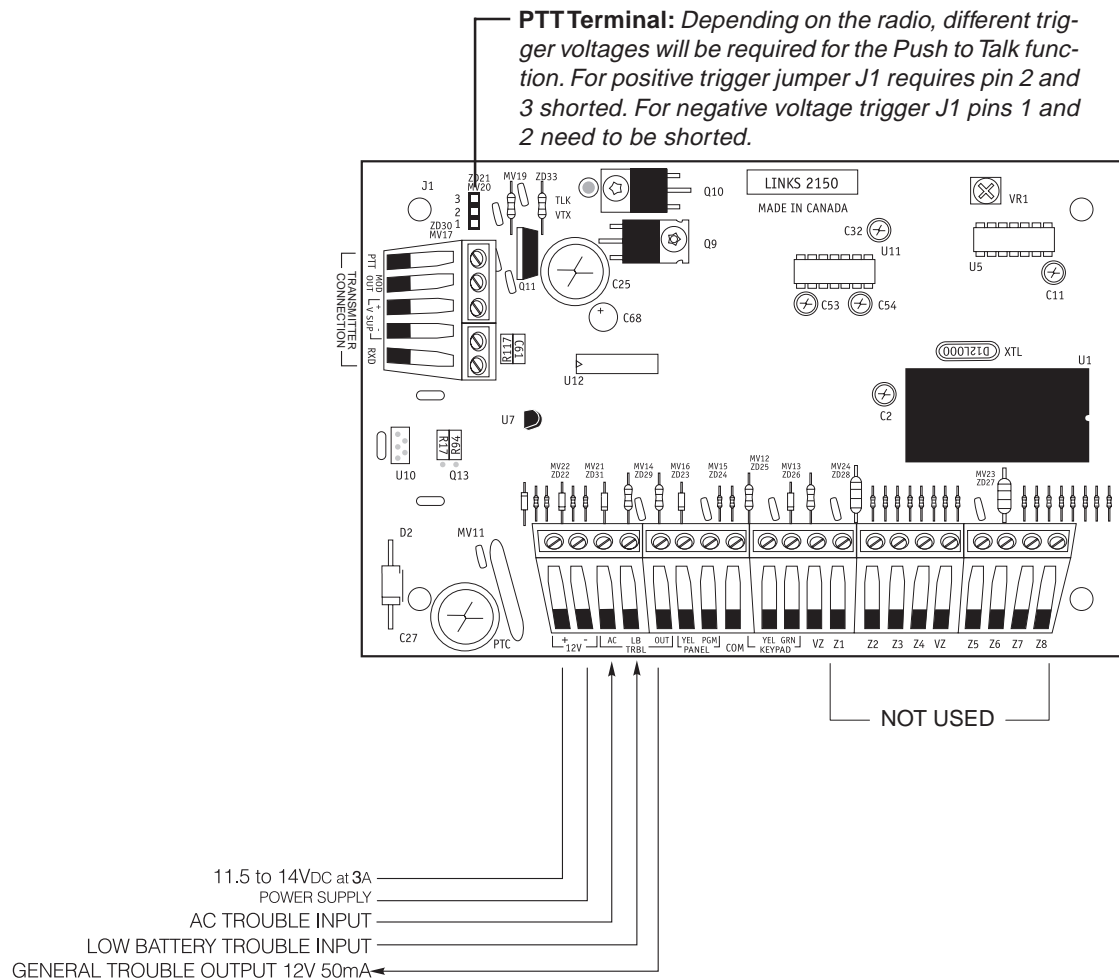 PTT Terminal: Depending on the radio, different trig-
ger voltages will be required for the Push to Talk func-
tion. For positive trigger jumper J1 requires pin 2 and
3 shorted. For negative voltage trigger J1 pins 1 and
2 need to be shorted.
J1
ZD21
MV20
MV19
ZD33
3
2
1
ZD30
MV17
TLK
VTX
Q10
LINKS 2150
MADE IN CANADA
VR1
C32
U11
U5
Q9
Q11
C25
C68
C53
C54
C11
TRANSMITTER
CONNECTION
PTT
MOD
OUT
+
V SUP
-
RXD
R117
C61
U12
D12L000
XTL
U1
C2
U7
R17
R94
U10
Q13
MV22
ZD22
MV21
ZD31
MV14
ZD29
MV16
ZD23
MV15
ZD24
MV12
ZD25
MV13
ZD26
MV24
ZD28
MV23
ZD27
D2
MV11
C27
PTC
+ - AC LB OUT YEL PGM COM YEL GRN VZ Z1 Z2 Z3 Z4 VZ Z5 Z6 Z7 Z8
12V TRBL PANEL KEYPAD
NOT USED
11.5 to 14VDC at 3A
POWER SUPPLY
AC TROUBLE INPUT
LOW BATTERY TROUBLE INPUT
GENERAL TROUBLE OUTPUT 12V 50mA